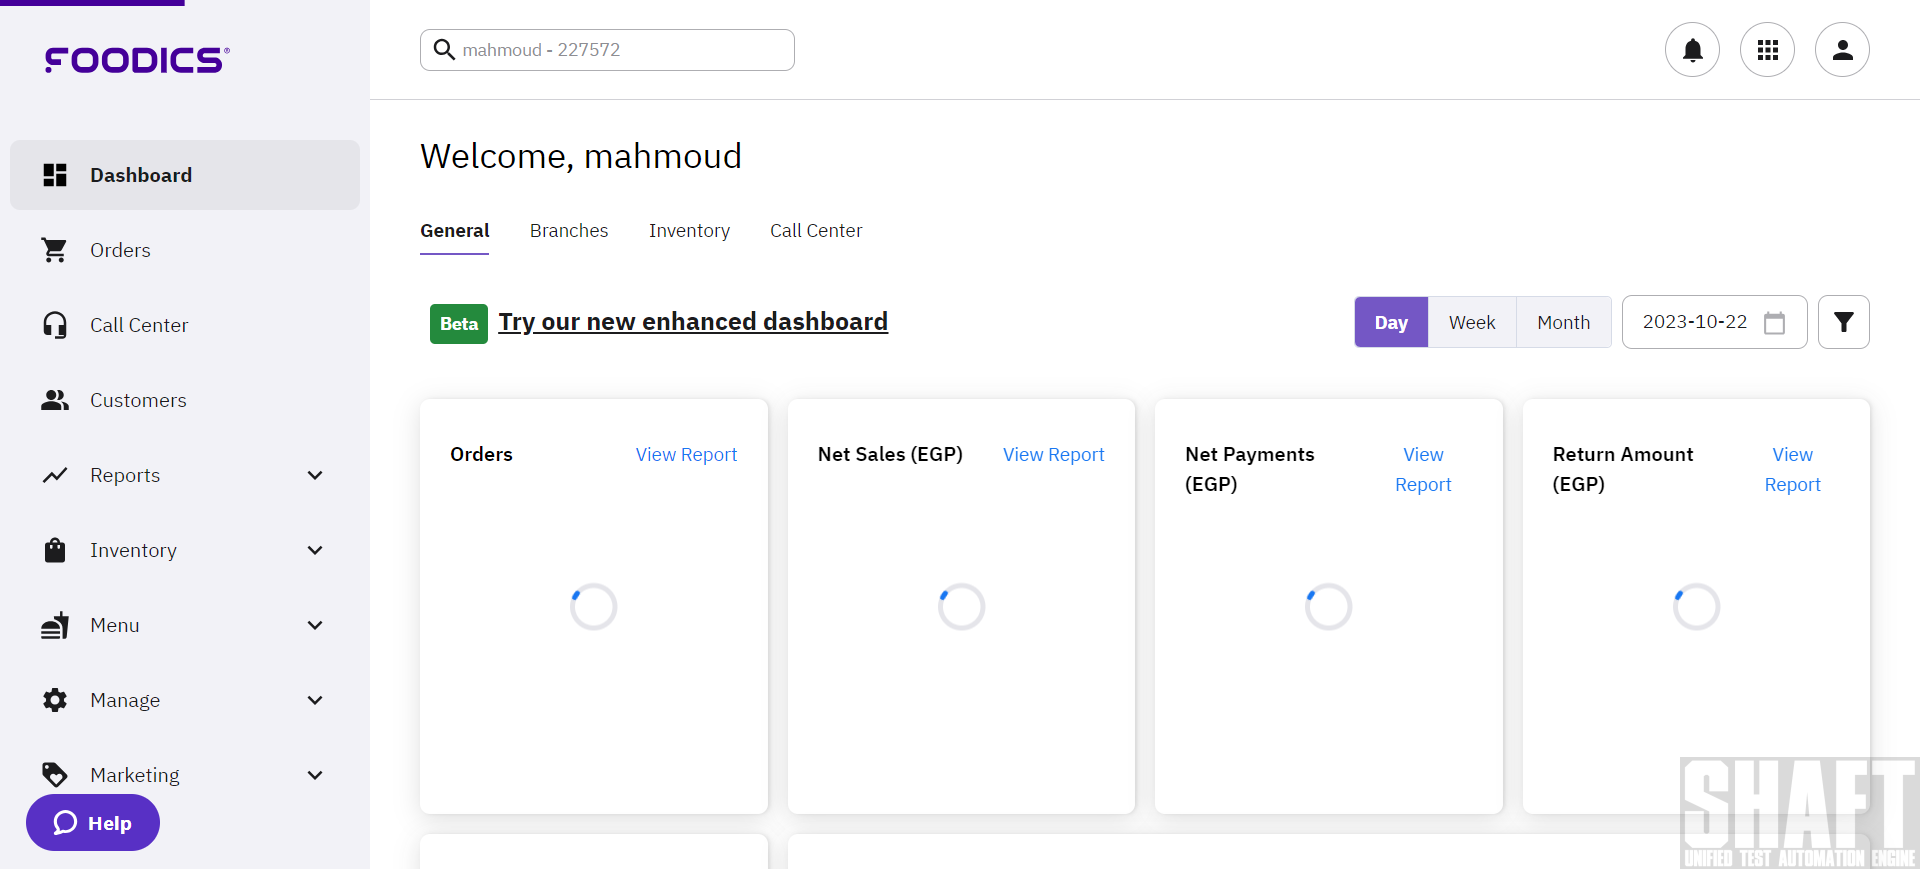 FOODICS®
mahmoud - 227572
Dashboard
Orders
Call Center
Customers
Reports
Inventory
Menu
Manage
Marketing
Help
Welcome, mahmoud
General Branches Inventory Call Center
Beta Try our new enhanced dashboard
Day Week Month 2023-10-22
Orders View Report
Net Sales (EGP) View Report
Net Payments
(EGP)
View
Report
Return Amount
(EGP)
View
Report
SHAFT
UNIFIED TEST AUTOMATION ENGINE